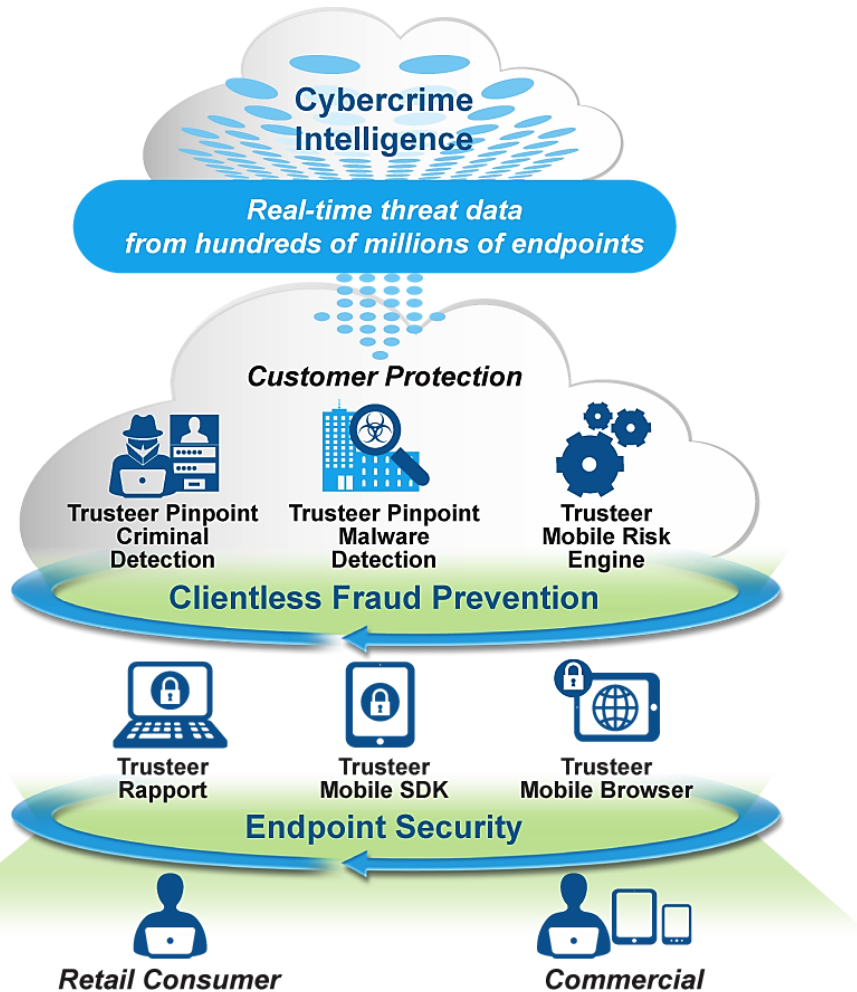 Cybercrime
Intelligence
Real-time threat data
from hundreds of millions of endpoints
Customer Protection
Trusteer Pinpoint
Criminal
Detection
Trusteer Pinpoint
Malware
Detection
Trusteer
Mobile Risk
Engine
Clientless Fraud Prevention
Trusteer
Rapport
Trusteer
Mobile SDK
Trusteer
Mobile Browser
Endpoint Security
Retail Consumer
Commercial